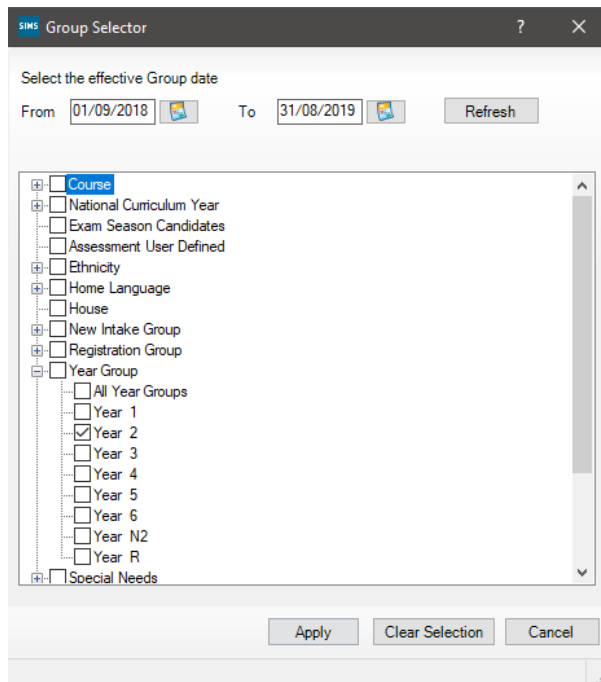 SIMS Group Selector ?
Select the effective Group date
From 01/09/2018 To 31/08/2019 Refresh
Course
National Curriculum Year
Exam Season Candidates
Assessment User Defined
Ethnicity
Home Language
House
New Intake Group
Registration Group
Year Group
All Year Groups
Year 1
Year 2
Year 3
Year 4
Year 5
Year 6
Year N2
Year R
Special Needs
Apply Clear Selection Cancel